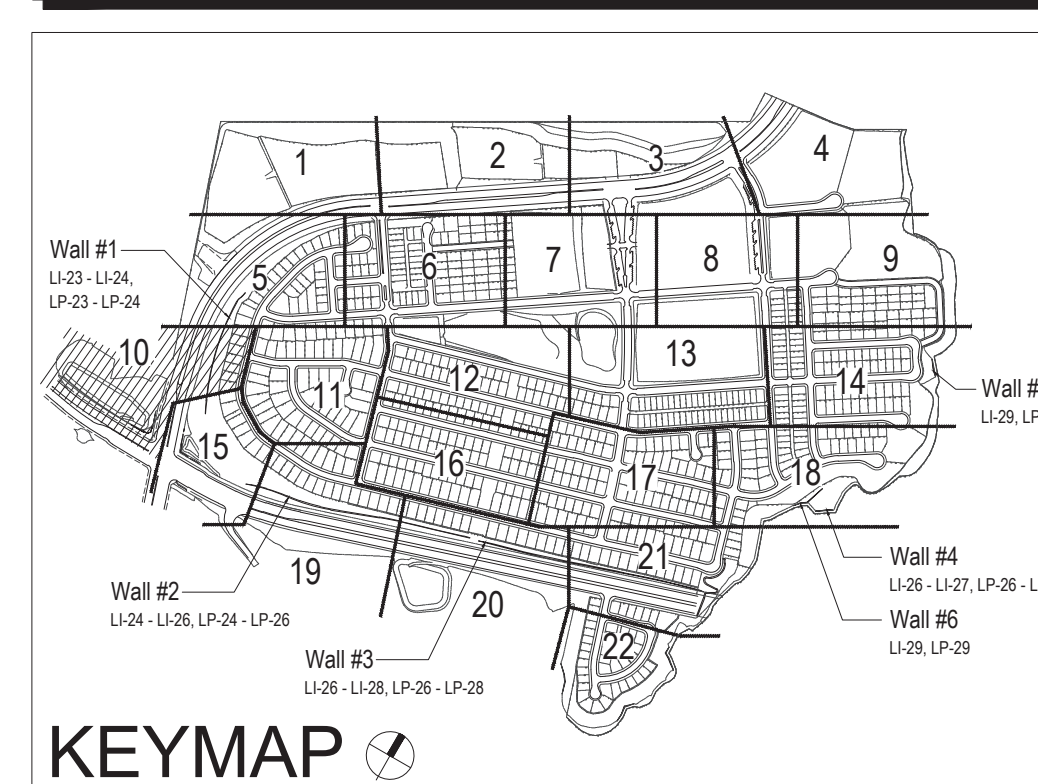 1
2
3
4
Wall #1
LI-23 - LI-24,
LP-23 - LP-24
5
6
7
8
9
10
11
12
13
14
Wall #
LI-29, LP
15
16
17
18
Wall #4
LI-26 - LI-27, LP-26 - L
Wall #6
LI-29, LP-29
19
20
21
22
Wall #2
LI-24 - LI-26, LP-24 - LP-26
Wall #3
LI-26 - LI-28, LP-26 - LP-28
KEYMAP